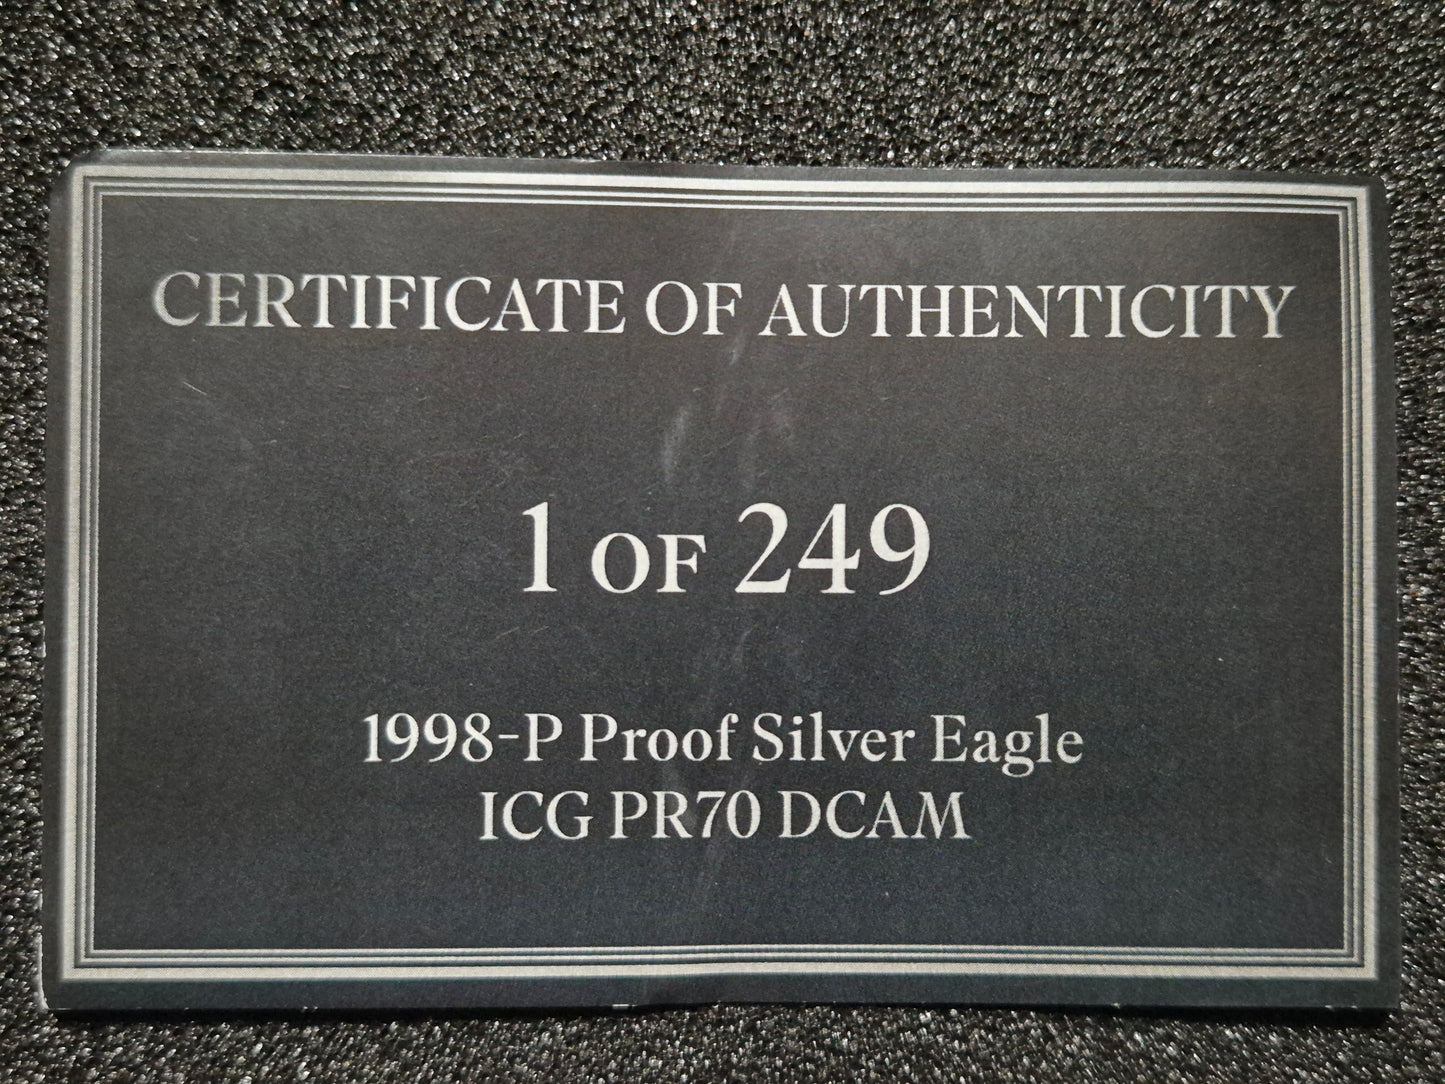 CERTIFICATE OF AUTHENTICITY
1 OF 249
1998-P Proof Silver Eagle
ICG PR70 DCAM